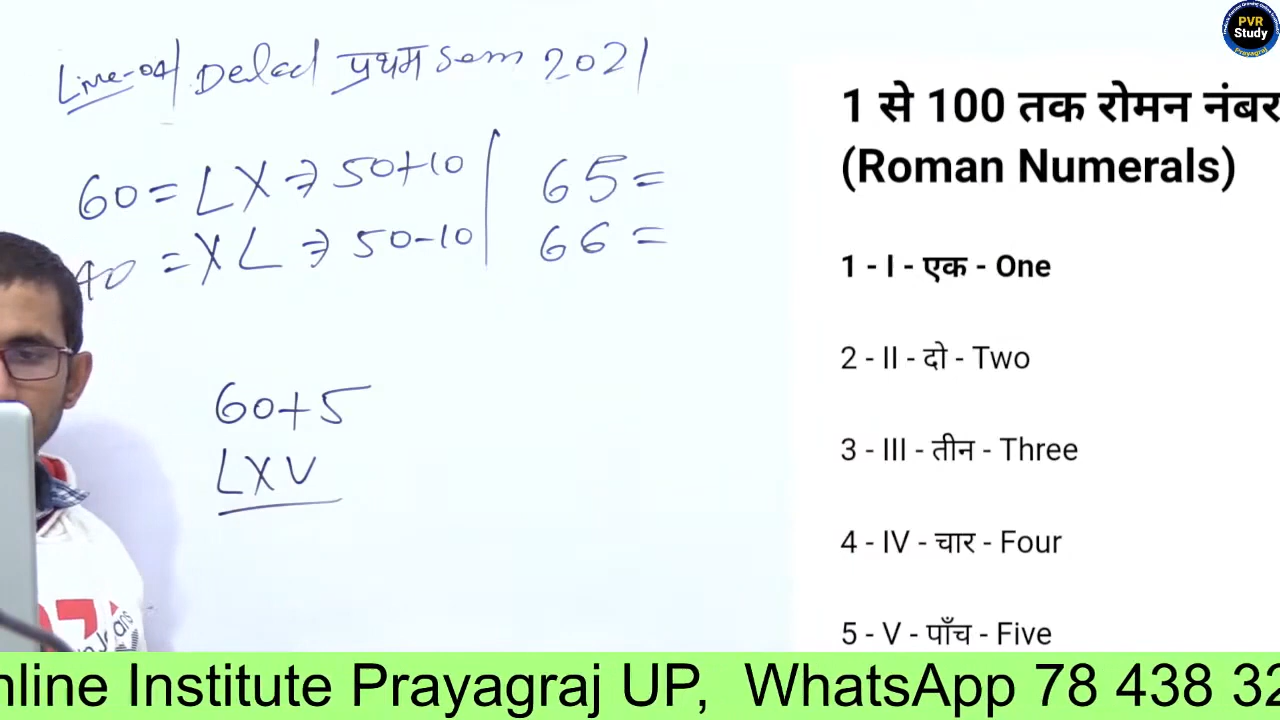 Live-04 Deled प्रथम Sem 2021
60 = LX ⇒ 50+10
40 = XL ⇒ 50-10
65 =
66 =
60+5
LXV
PVR
Study
Prayagraj
1 से 100 तक रोमन नंबर
(Roman Numerals)
1 - I - एक - One
2 - II - दो - Two
3 - III - तीन - Three
4 - IV - चार - Four
5 - V - पाँच - Five
nline Institute Prayagraj UP, WhatsApp 78 438 32